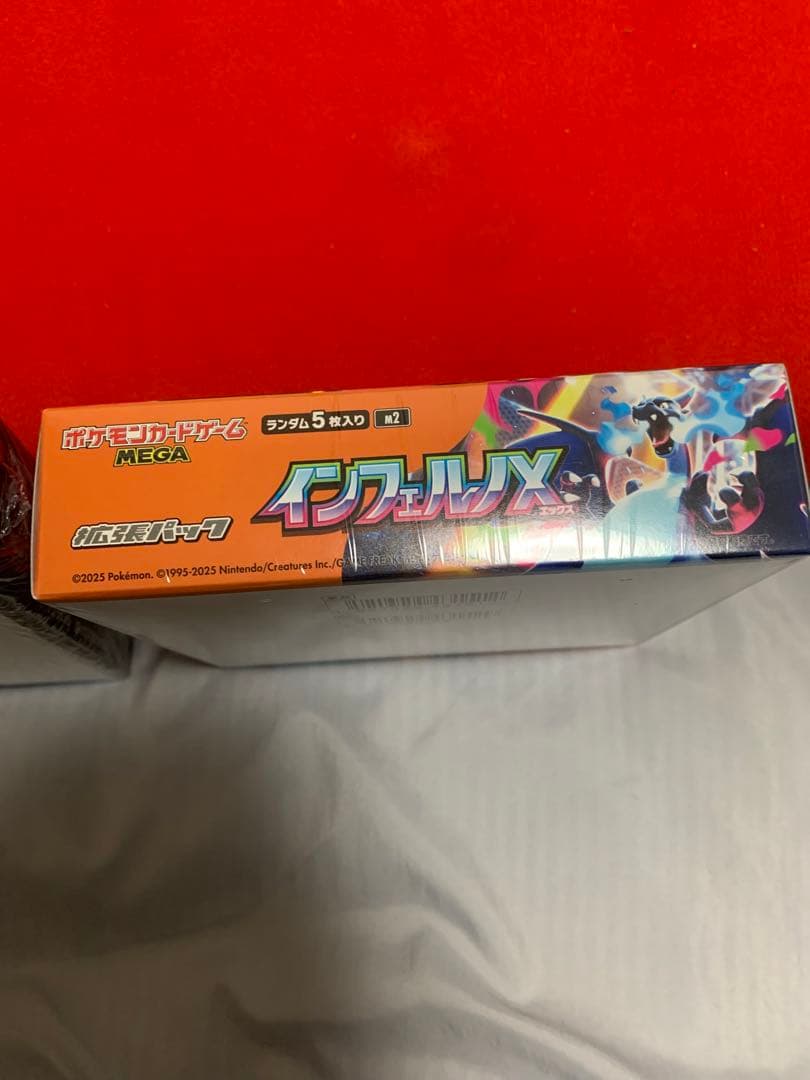 ポケモンカードゲーム
MEGA
ランダム5枚入り
M2
インフェルノX
エックス
拡張パック
©2025 Pokémon. ©1995-2025 Nintendo/Creatures Inc./GAME FREAK